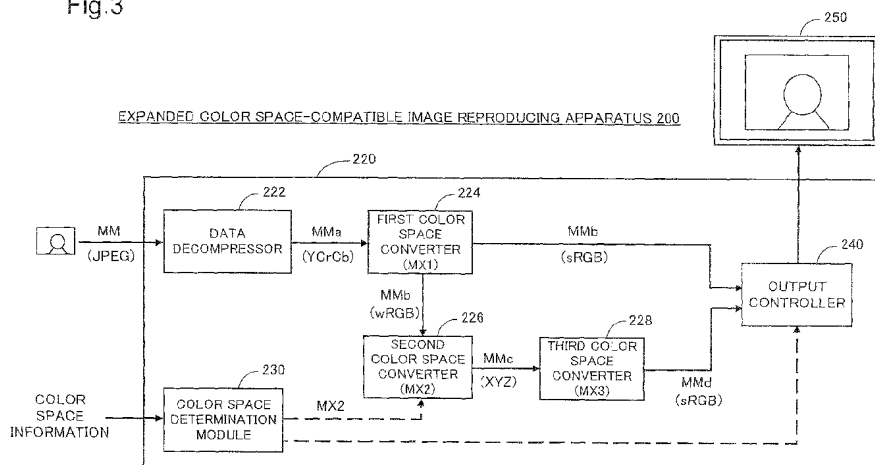 Fig.3
250
EXPANDED COLOR SPACE-COMPATIBLE IMAGE REPRODUCING APPARATUS 200
220
222
224
MM
(JPEG)
DATA
DECOMPRESSOR
MMa
(YCrCb)
FIRST COLOR
SPACE
CONVERTER
(MX1)
MMb
(sRGB)
240
OUTPUT
CONTROLLER
MMb
(wRGB)
226
228
SECOND
COLOR SPACE
CONVERTER
(MX2)
MMc
(XYZ)
THIRD COLOR
SPACE
CONVERTER
(MX3)
MMd
(sRGB)
230
COLOR
SPACE
INFORMATION
COLOR SPACE
DETERMINATION
MODULE
MX2